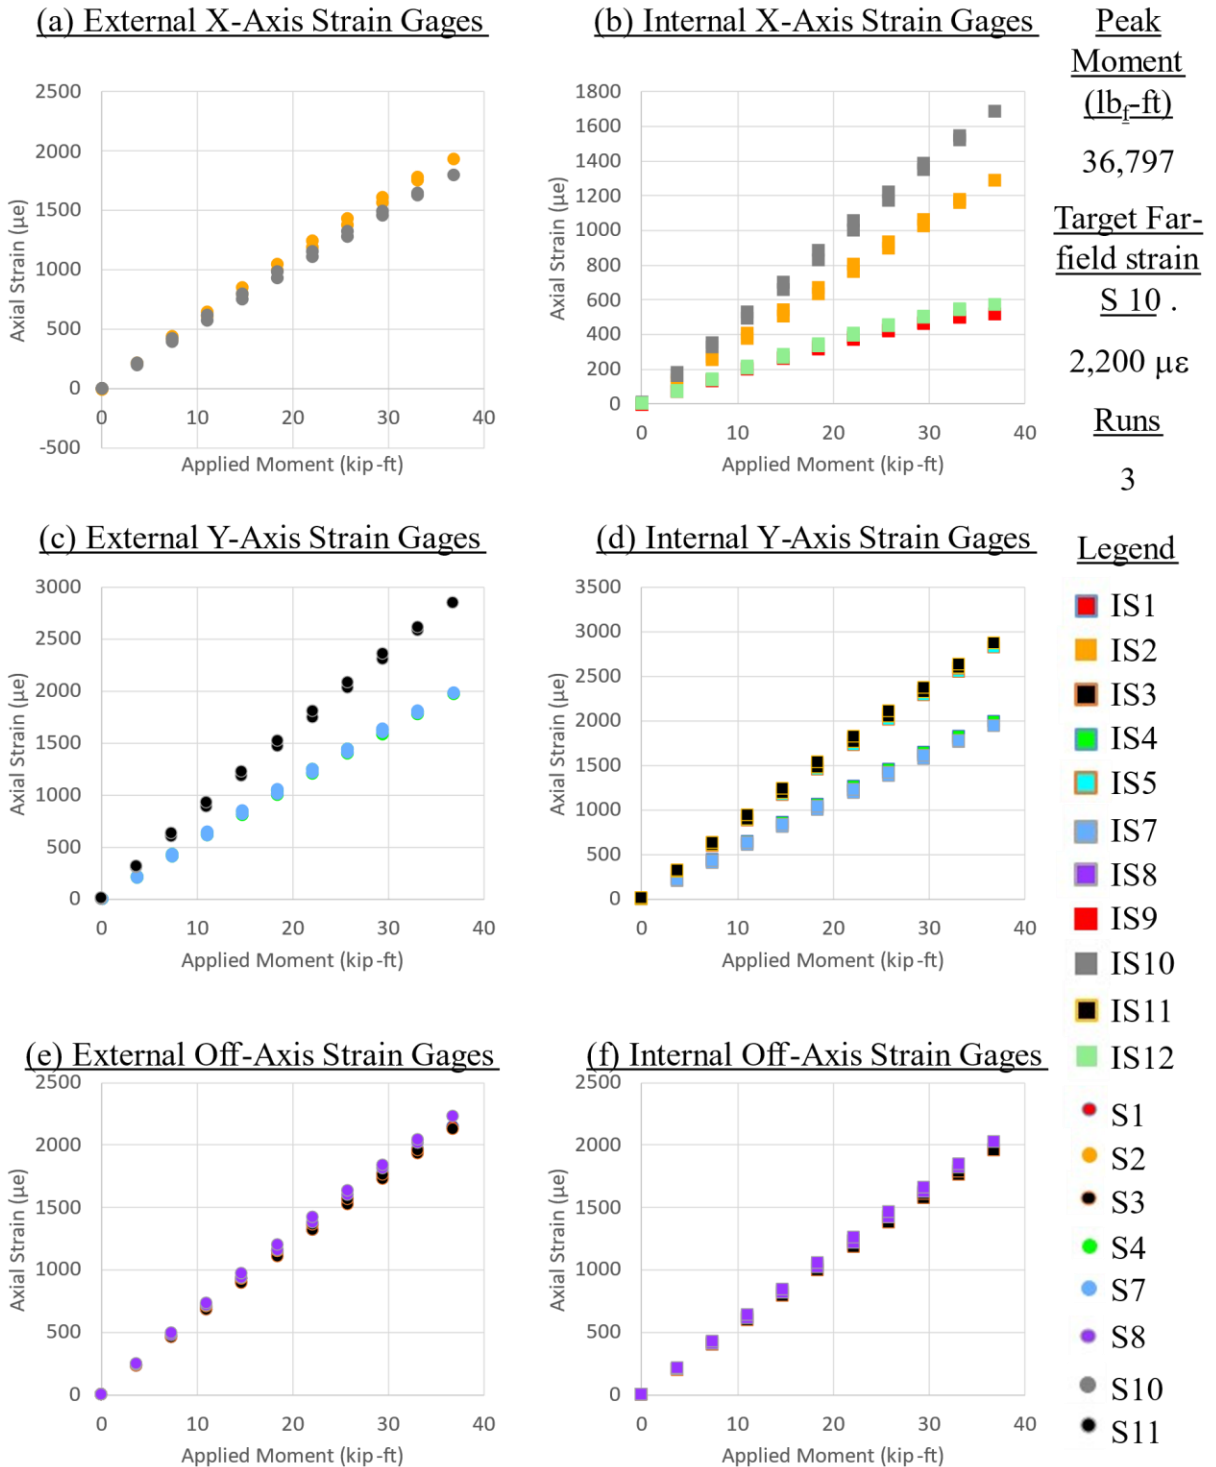 (a) External X-Axis Strain Gages
2500
2000
1500
1000
500
0
-500
0 10 20 30 40
Axial Strain (µe)
Applied Moment (kip-ft)
(b) Internal X-Axis Strain Gages
1800
1600
1400
1200
1000
800
600
400
200
0
0 10 20 30 40
Axial Strain (µe)
Applied Moment (kip-ft)
Peak
Moment
(lbf-ft)
36,797
Target Far-
field strain
S 10 .
2,200 µε
Runs
3
(c) External Y-Axis Strain Gages
3000
2500
2000
1500
1000
500
0
0 10 20 30 40
Axial Strain (µe)
Applied Moment (kip-ft)
(d) Internal Y-Axis Strain Gages
3500
3000
2500
2000
1500
1000
500
0
0 10 20 30 40
Axial Strain (µe)
Applied Moment (kip-ft)
(e) External Off-Axis Strain Gages
2500
2000
1500
1000
500
0
0 10 20 30 40
Axial Strain (µe)
Applied Moment (kip-ft)
(f) Internal Off-Axis Strain Gages
2500
2000
1500
1000
500
0
0 10 20 30 40
Axial Strain (µe)
Applied Moment (kip-ft)
Legend
IS1
IS2
IS3
IS4
IS5
IS7
IS8
IS9
IS10
IS11
IS12
S1
S2
S3
S4
S7
S8
S10
S11